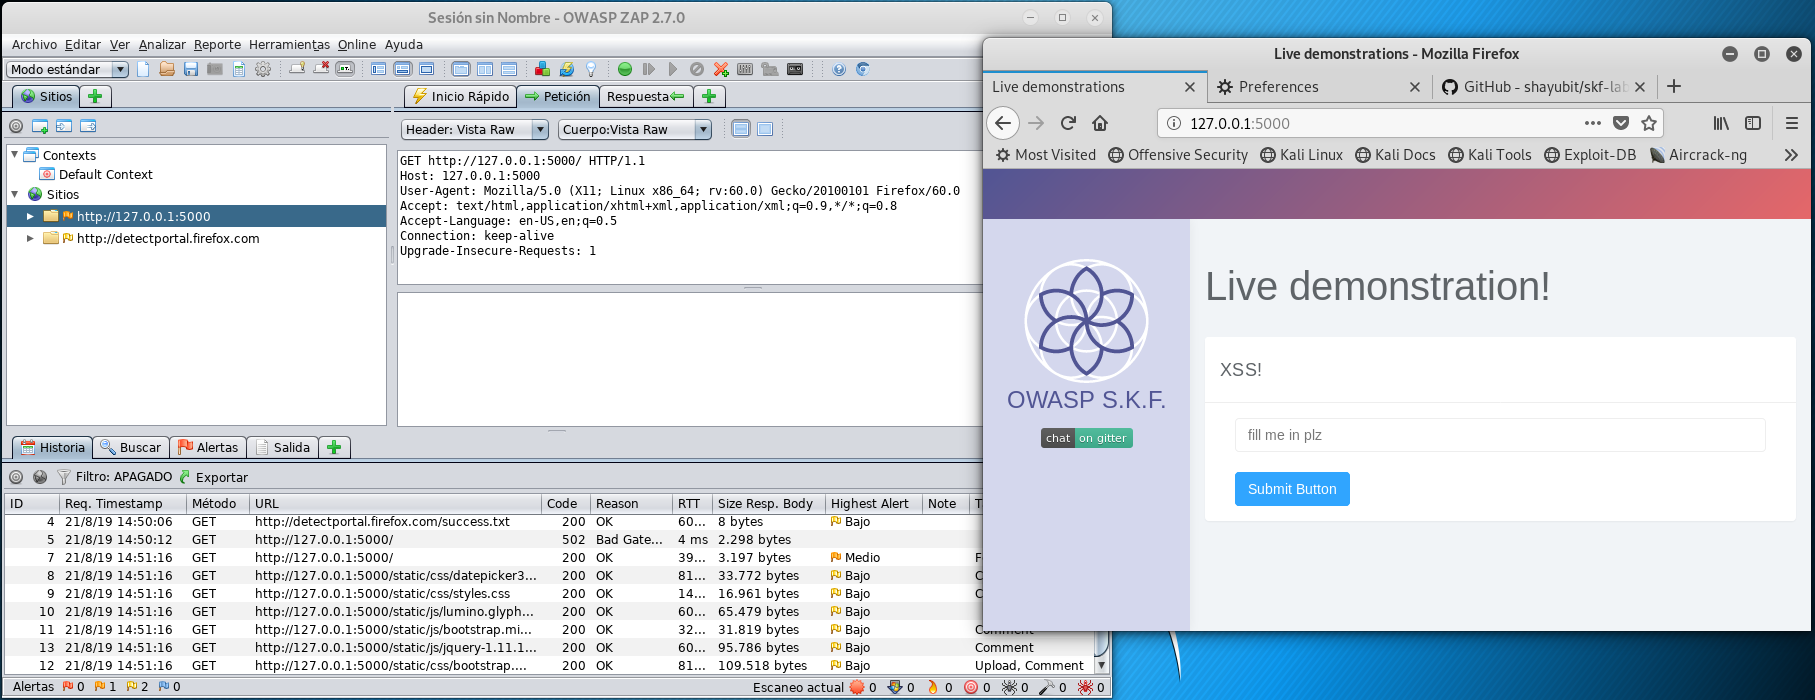 Sesión sin Nombre - OWASP ZAP 2.7.0
Archivo Editar Ver Analizar Reporte Herramientas Online Ayuda
Modo estándar
Sitios
Inicio Rápido Petición Respuesta
Header: Vista Raw Cuerpo:Vista Raw
Contexts
Default Context
Sitios
http://127.0.0.1:5000
http://detectportal.firefox.com
GET http://127.0.0.1:5000/ HTTP/1.1
Host: 127.0.0.1:5000
User-Agent: Mozilla/5.0 (X11; Linux x86_64; rv:60.0) Gecko/20100101 Firefox/60.0
Accept: text/html,application/xhtml+xml,application/xml;q=0.9,*/*;q=0.8
Accept-Language: en-US,en;q=0.5
Connection: keep-alive
Upgrade-Insecure-Requests: 1
Historia Buscar Alertas Salida
Filtro: APAGADO Exportar
ID Req. Timestamp Método URL Code Reason RTT Size Resp. Body Highest Alert Note T
4 21/8/19 14:50:06 GET http://detectportal.firefox.com/success.txt 200 OK 60... 8 bytes Bajo
5 21/8/19 14:50:12 GET http://127.0.0.1:5000/ 502 Bad Gate... 4 ms 2.298 bytes
7 21/8/19 14:51:16 GET http://127.0.0.1:5000/ 200 OK 39... 3.197 bytes Medio F
8 21/8/19 14:51:16 GET http://127.0.0.1:5000/static/css/datepicker3... 200 OK 81... 33.772 bytes Bajo C
9 21/8/19 14:51:16 GET http://127.0.0.1:5000/static/css/styles.css 200 OK 14... 16.961 bytes Bajo C
10 21/8/19 14:51:16 GET http://127.0.0.1:5000/static/js/lumino.glyph... 200 OK 60... 65.479 bytes Bajo
11 21/8/19 14:51:16 GET http://127.0.0.1:5000/static/js/bootstrap.mi... 200 OK 32... 31.819 bytes Bajo Comment
13 21/8/19 14:51:16 GET http://127.0.0.1:5000/static/js/jquery-1.11.1... 200 OK 60... 95.786 bytes Bajo Comment
12 21/8/19 14:51:16 GET http://127.0.0.1:5000/static/css/bootstrap.... 200 OK 81... 109.518 bytes Bajo Upload, Comment
Alertas 0 1 2 0 Escaneo actual 0 0 0 0 0 0 0
Live demonstrations - Mozilla Firefox
Live demonstrations Preferences GitHub - shayubit/skf-lab
127.0.0.1:5000
Most Visited Offensive Security Kali Linux Kali Docs Kali Tools Exploit-DB Aircrack-ng
OWASP S.K.F.
chat on gitter
Live demonstration!
XSS!
fill me in plz
Submit Button